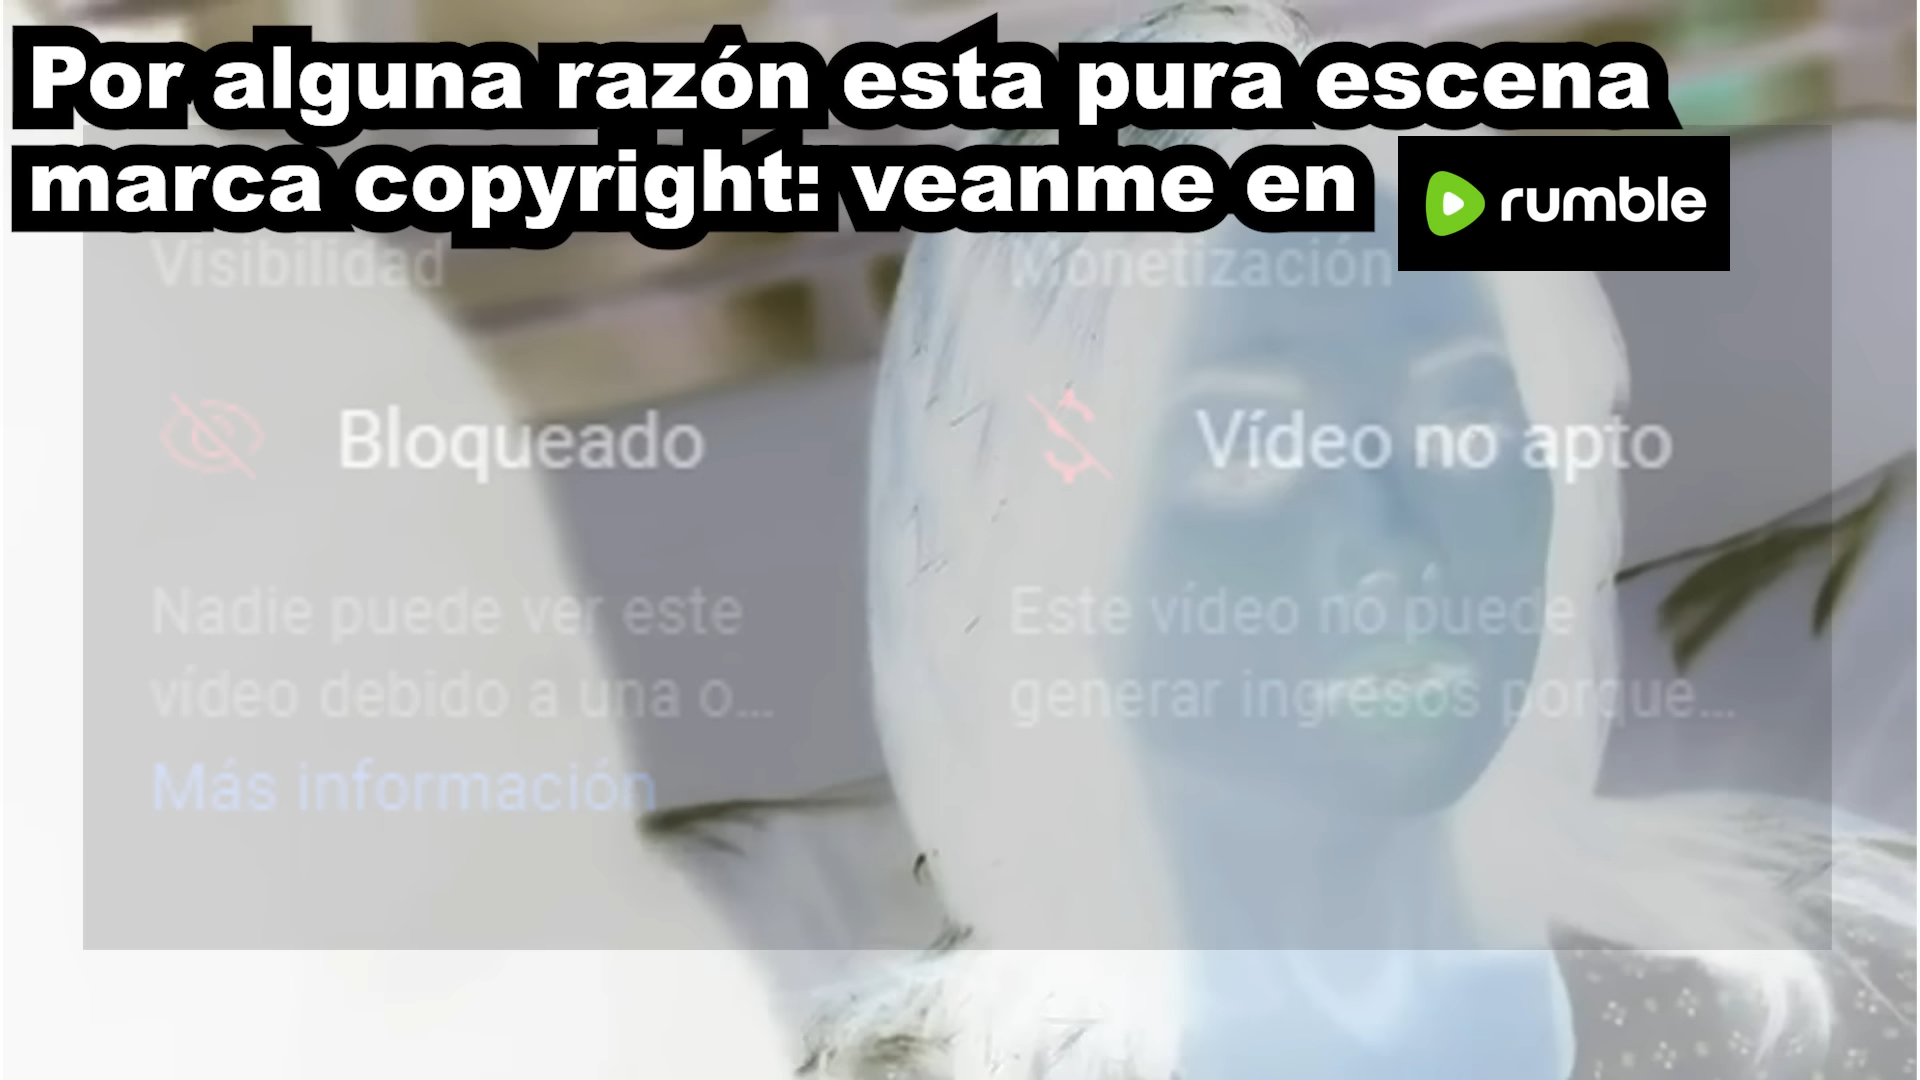 Por alguna razón esta pura escena
marca copyright: veanme en rumble
Visibilidad
Monetización
Bloqueado
Vídeo no apto
Nadie puede ver este
vídeo debido a una o...
Más información
Este vídeo no puede
generar ingresos porque...